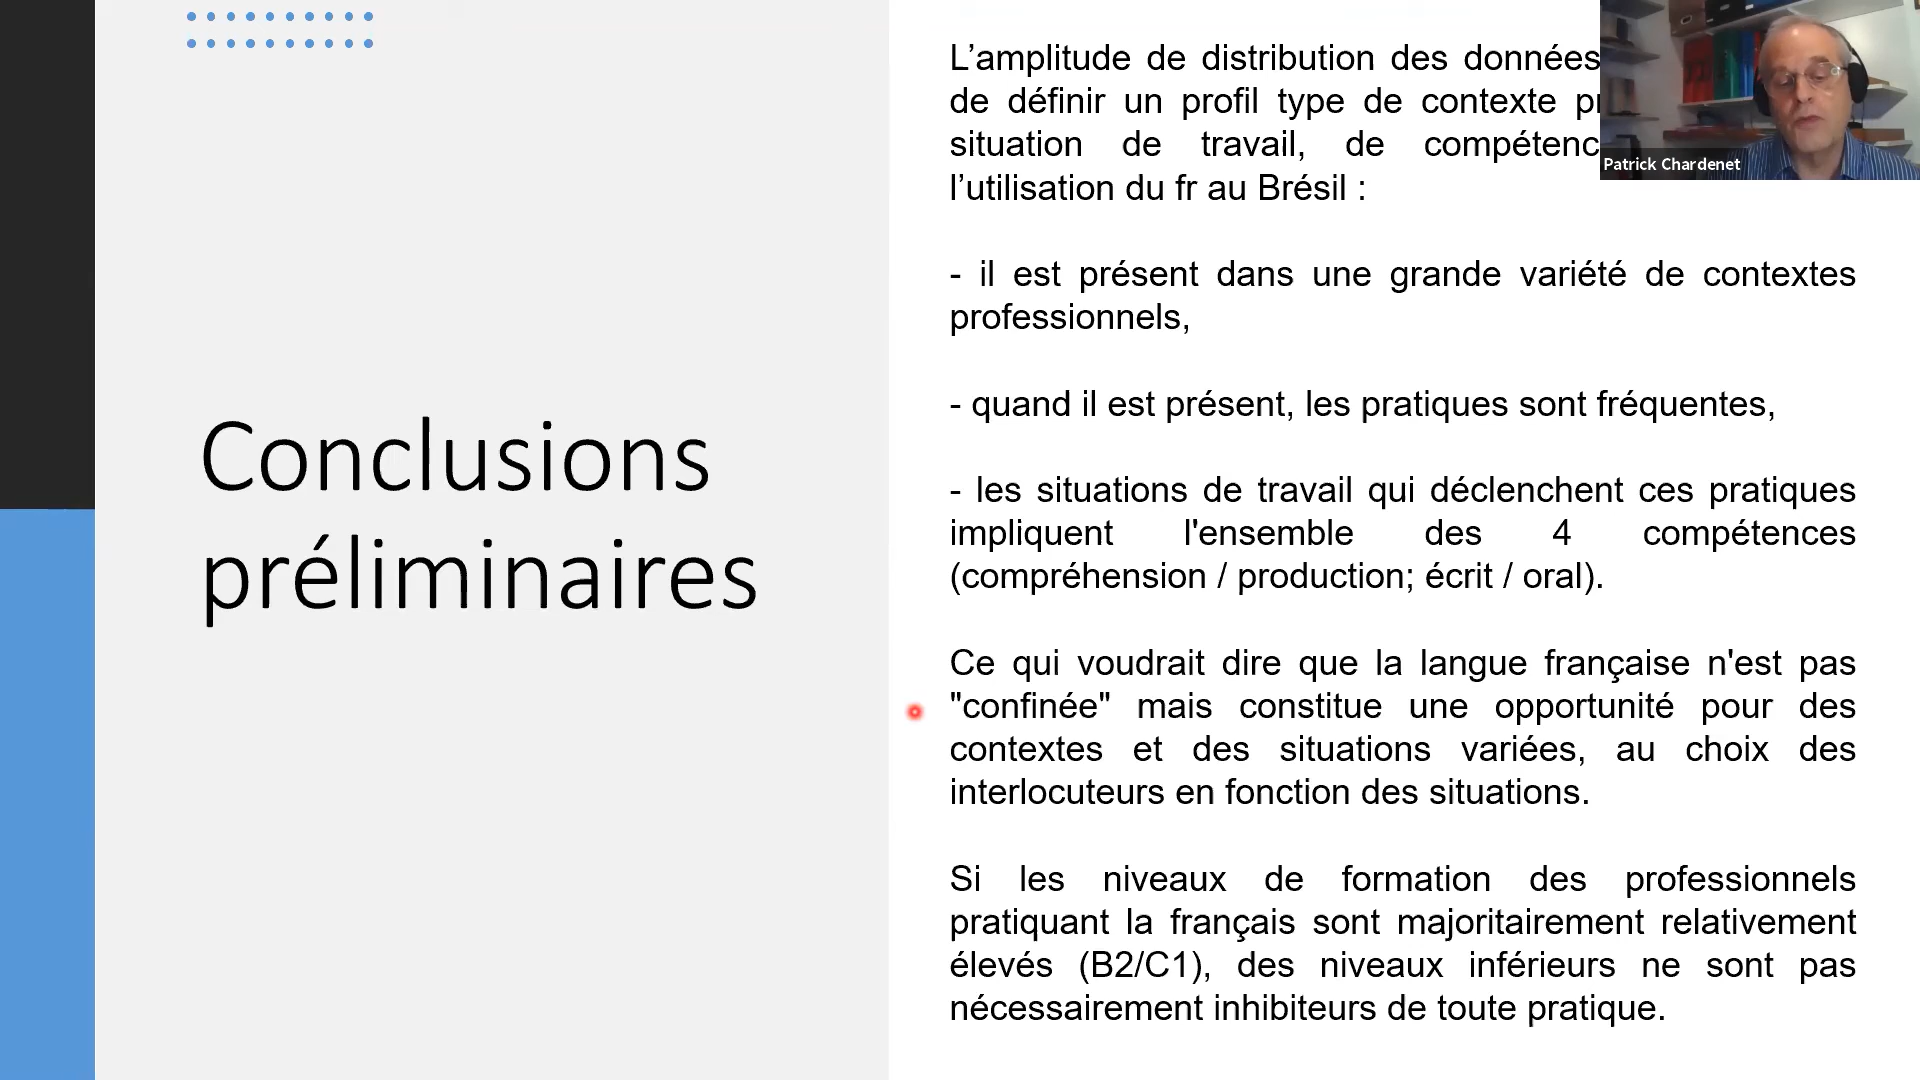 Conclusions
préliminaires
L’amplitude de distribution des données
de définir un profil type de contexte
situation de travail, de
l’utilisation du fr au Brésil :
- il est présent dans une grande variété de contextes
professionnels,
- quand il est présent, les pratiques sont fréquentes,
- les situations de travail qui déclenchent ces pratiques
impliquent l'ensemble des 4 compétences
(compréhension / production; écrit / oral).
Ce qui voudrait dire que la langue française n'est pas
"confinée" mais constitue une opportunité pour des
contextes et des situations variées, au choix des
interlocuteurs en fonction des situations.
Si les niveaux de formation des professionnels
pratiquant la français sont majoritairement relativement
élevés (B2/C1), des niveaux inférieurs ne sont pas
nécessairement inhibiteurs de toute pratique.
Patrick Chardenet